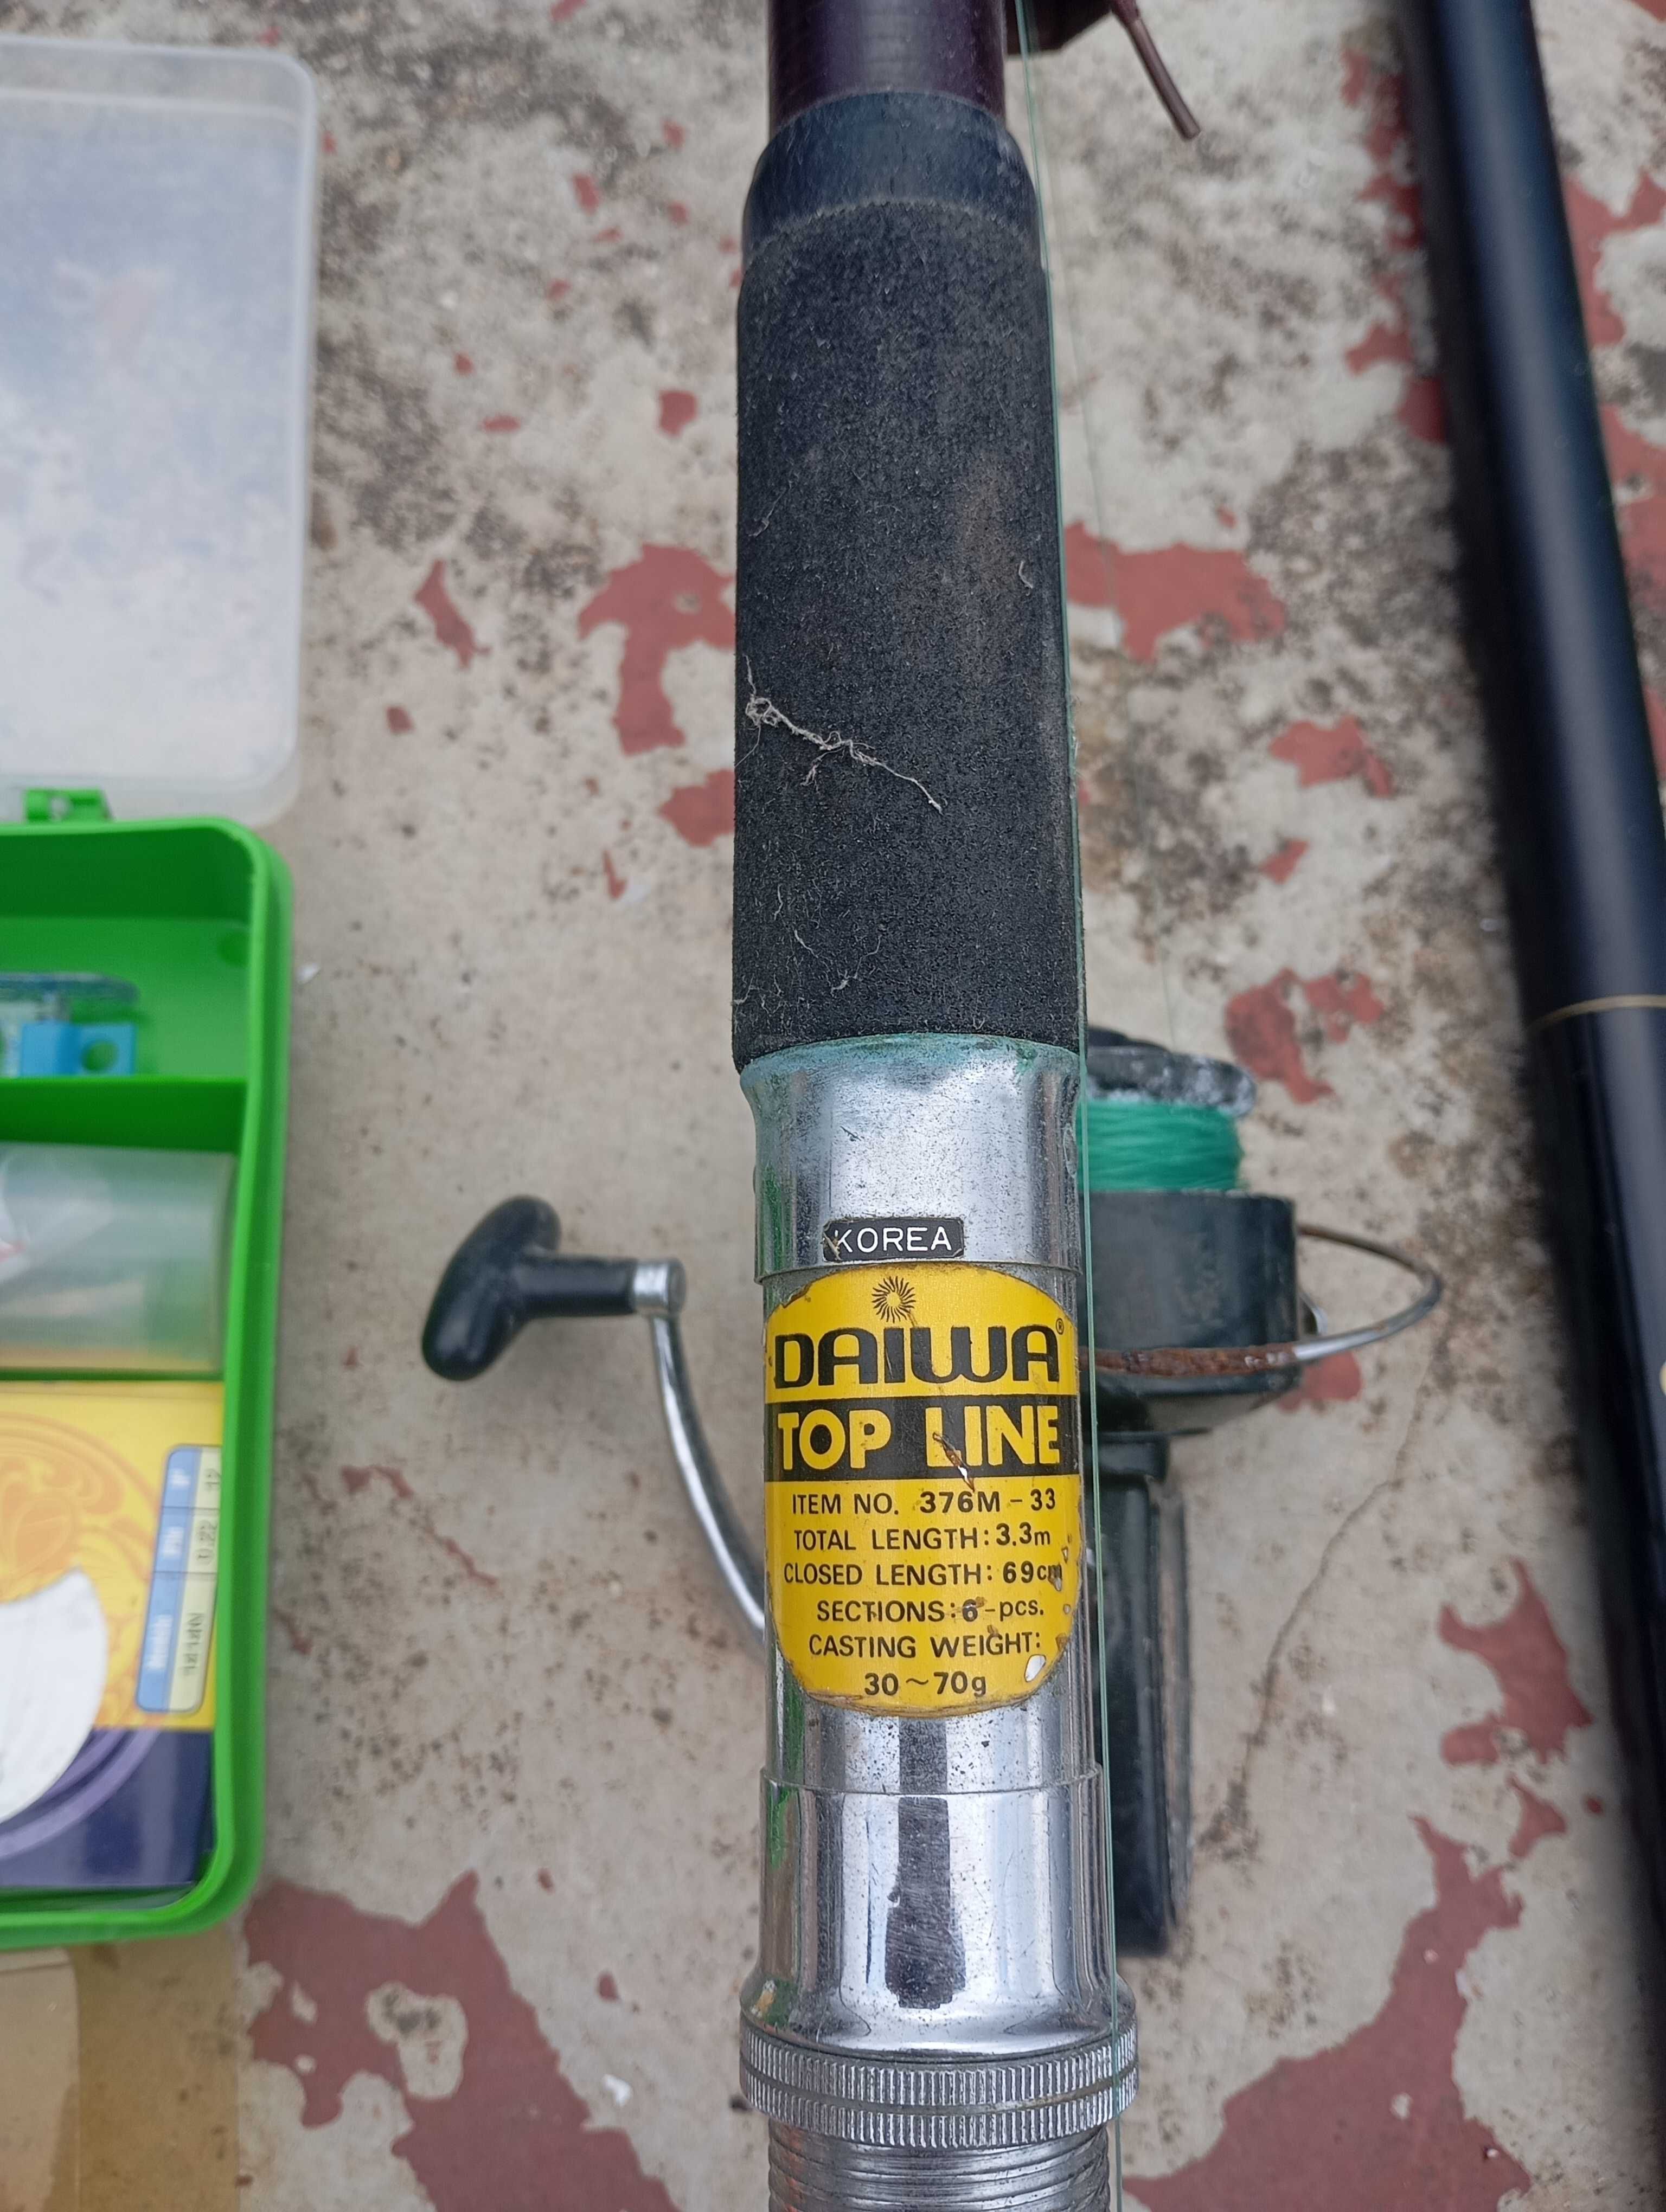 KOREA
DAIWA®
TOP LINE
ITEM NO. 376M - 33
TOTAL LENGTH: 3.3m
CLOSED LENGTH: 69cm
SECTIONS: 6-pcs.
CASTING WEIGHT:
30~70g